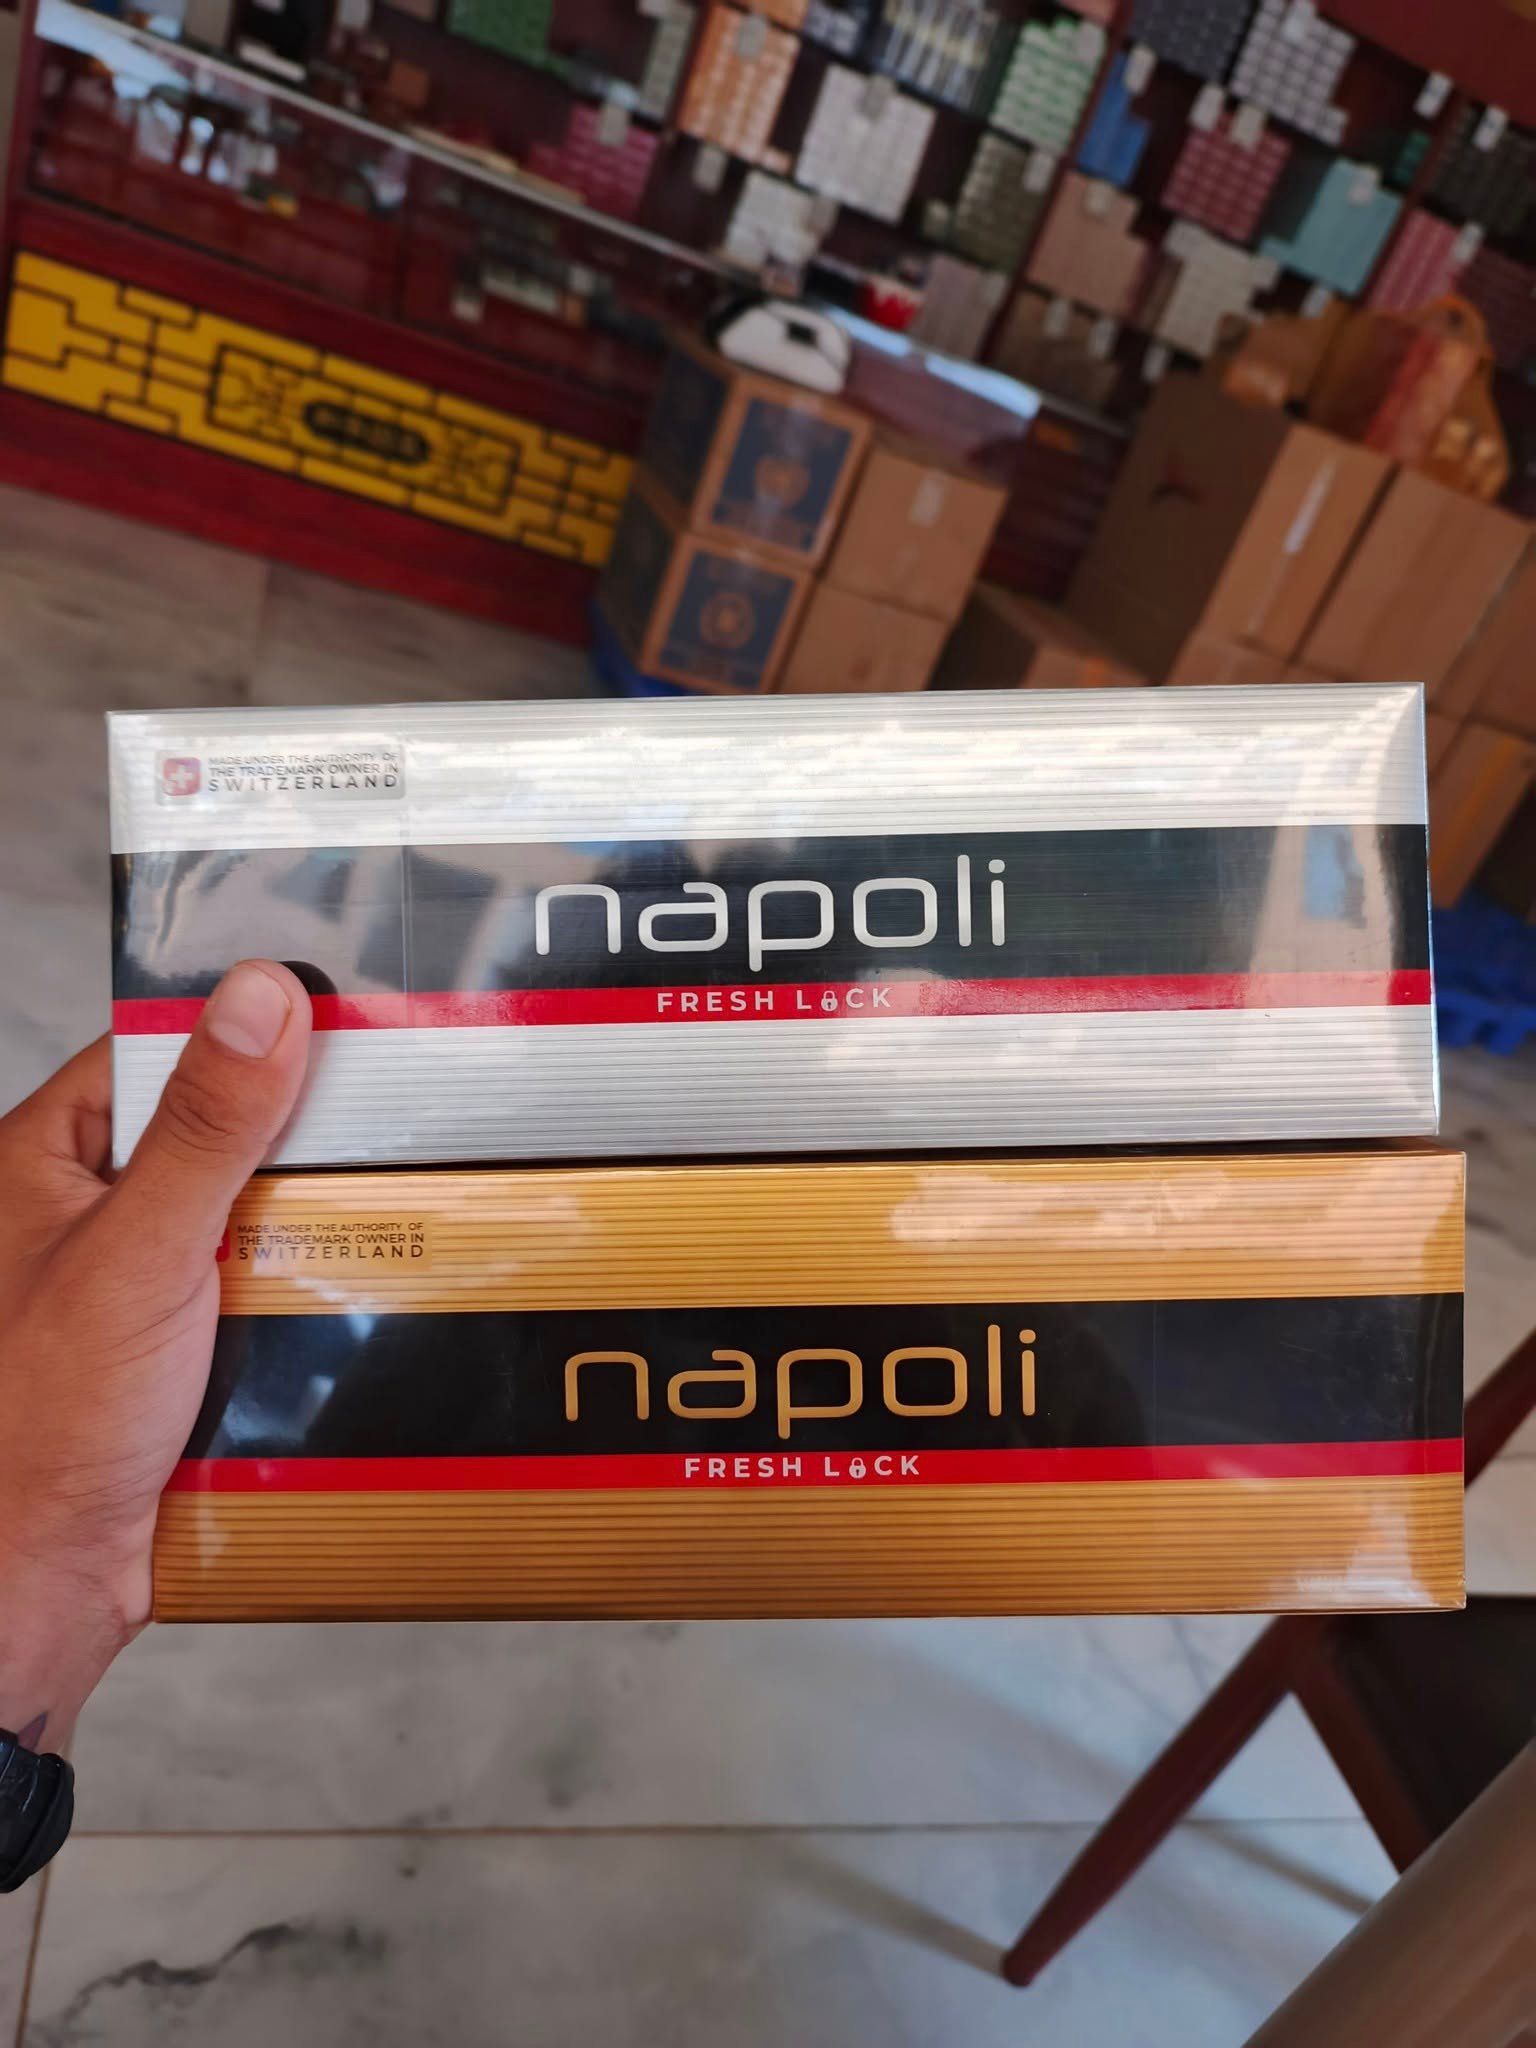 MADE UNDER THE AUTHORITY OF
THE TRADEMARK OWNER IN
SWITZERLAND
napoli
FRESH LOCK
MADE UNDER THE AUTHORITY OF
THE TRADEMARK OWNER IN
SWITZERLAND
napoli
FRESH LOCK